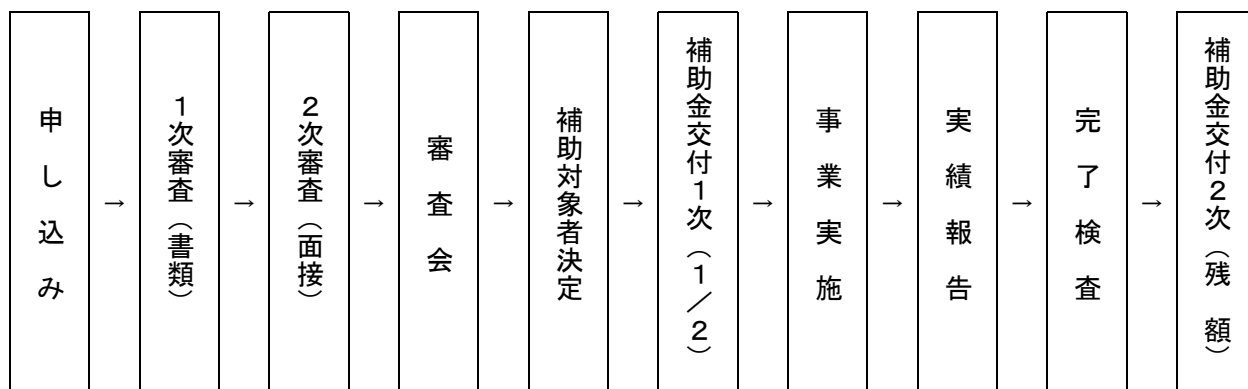 申し込み
→
1次審査（書類）
→
2次審査（面接）
→
審査会
→
補助対象者決定
→
補助金交付1次（1／2）
→
事業実施
→
実績報告
→
完了検査
→
補助金交付2次（残額）